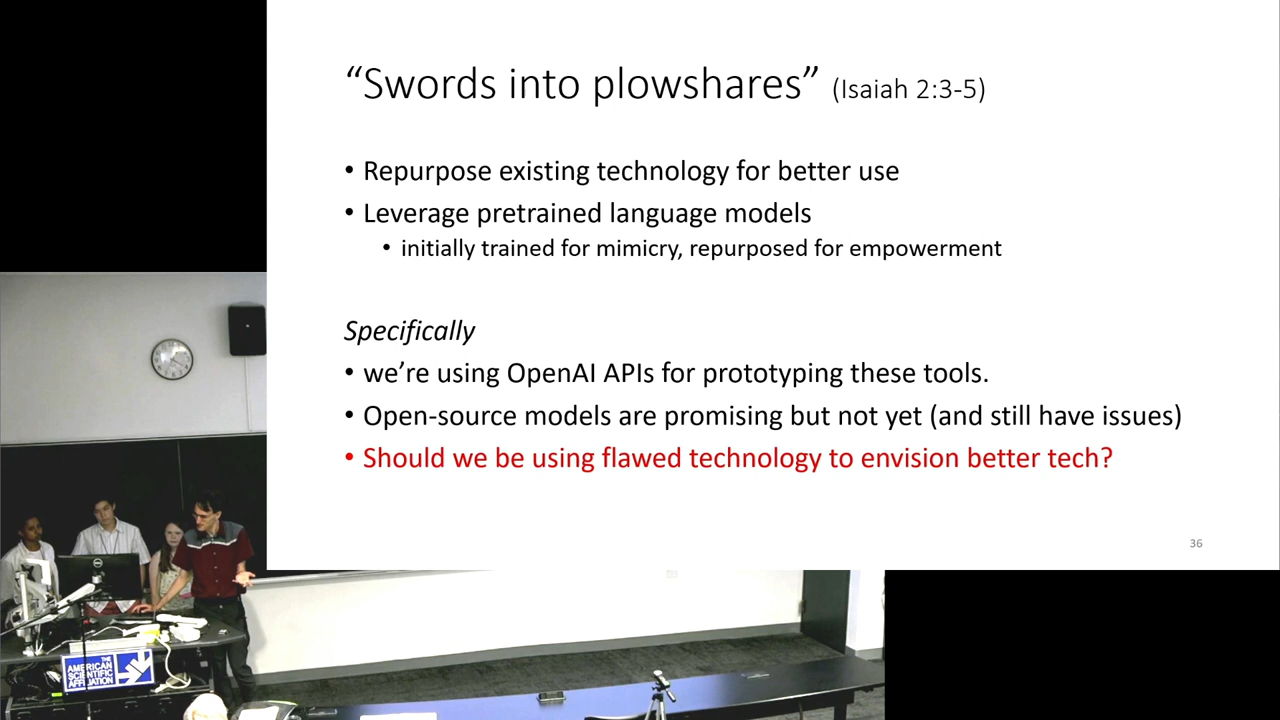 “Swords into plowshares” (Isaiah 2:3-5)
• Repurpose existing technology for better use
• Leverage pretrained language models
• initially trained for mimicry, repurposed for empowerment
Specifically
• we’re using OpenAI APIs for prototyping these tools.
• Open-source models are promising but not yet (and still have issues)
• Should we be using flawed technology to envision better tech?
36
THE
AMERICAN
SCIENTIFIC
AFFILIATION